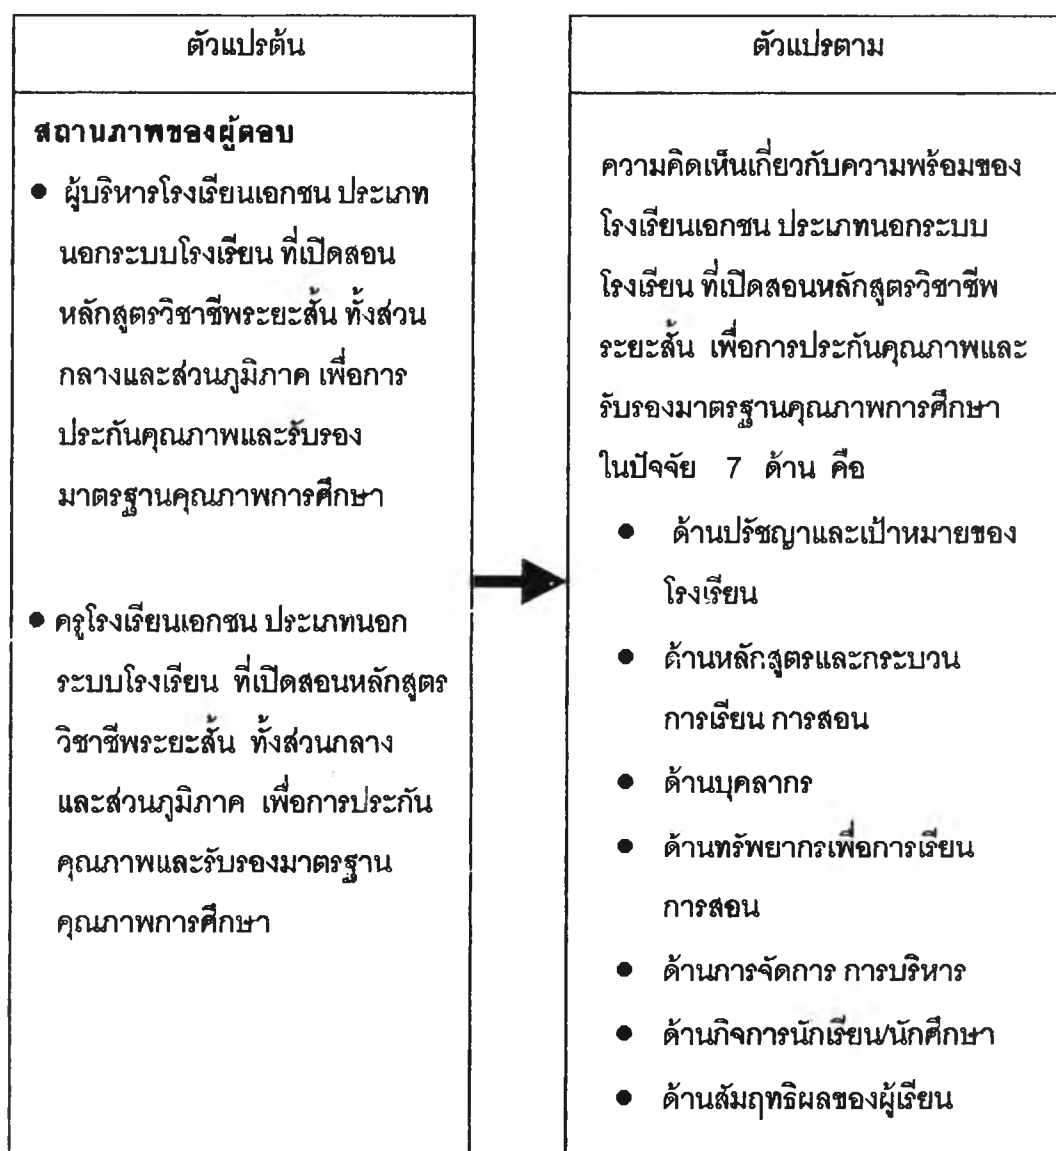 ตัวแปรต้น
สถานภาพของผู้ตอบ
● ผู้บริหารโรงเรียนเอกชน ประเภท
นอกระบบโรงเรียน ที่เปิดสอน
หลักสูตรวิชาชีพระยะสั้น ทั้งส่วน
กลางและส่วนภูมิภาค เพื่อการ
ประกันคุณภาพและรับรอง
มาตรฐานคุณภาพการศึกษา
● ครูโรงเรียนเอกชน ประเภทนอก
ระบบโรงเรียน ที่เปิดสอนหลักสูตร
วิชาชีพระยะสั้น ทั้งส่วนกลาง
และส่วนภูมิภาค เพื่อการประกัน
คุณภาพและรับรองมาตรฐาน
คุณภาพการศึกษา
ตัวแปรตาม
ความคิดเห็นเกี่ยวกับความพร้อมของ
โรงเรียนเอกชน ประเภทนอกระบบ
โรงเรียน ที่เปิดสอนหลักสูตรวิชาชีพ
ระยะสั้น เพื่อการประกันคุณภาพและ
รับรองมาตรฐานคุณภาพการศึกษา
ในปัจจัย 7 ด้าน คือ
● ด้านปรัชญาและเป้าหมายของ
โรงเรียน
● ด้านหลักสูตรและกระบวน
การเรียน การสอน
● ด้านบุคลากร
● ด้านทรัพยากรเพื่อการเรียน
การสอน
● ด้านการจัดการ การบริหาร
● ด้านกิจการนักเรียน/นักศึกษา
● ด้านสัมฤทธิผลของผู้เรียน